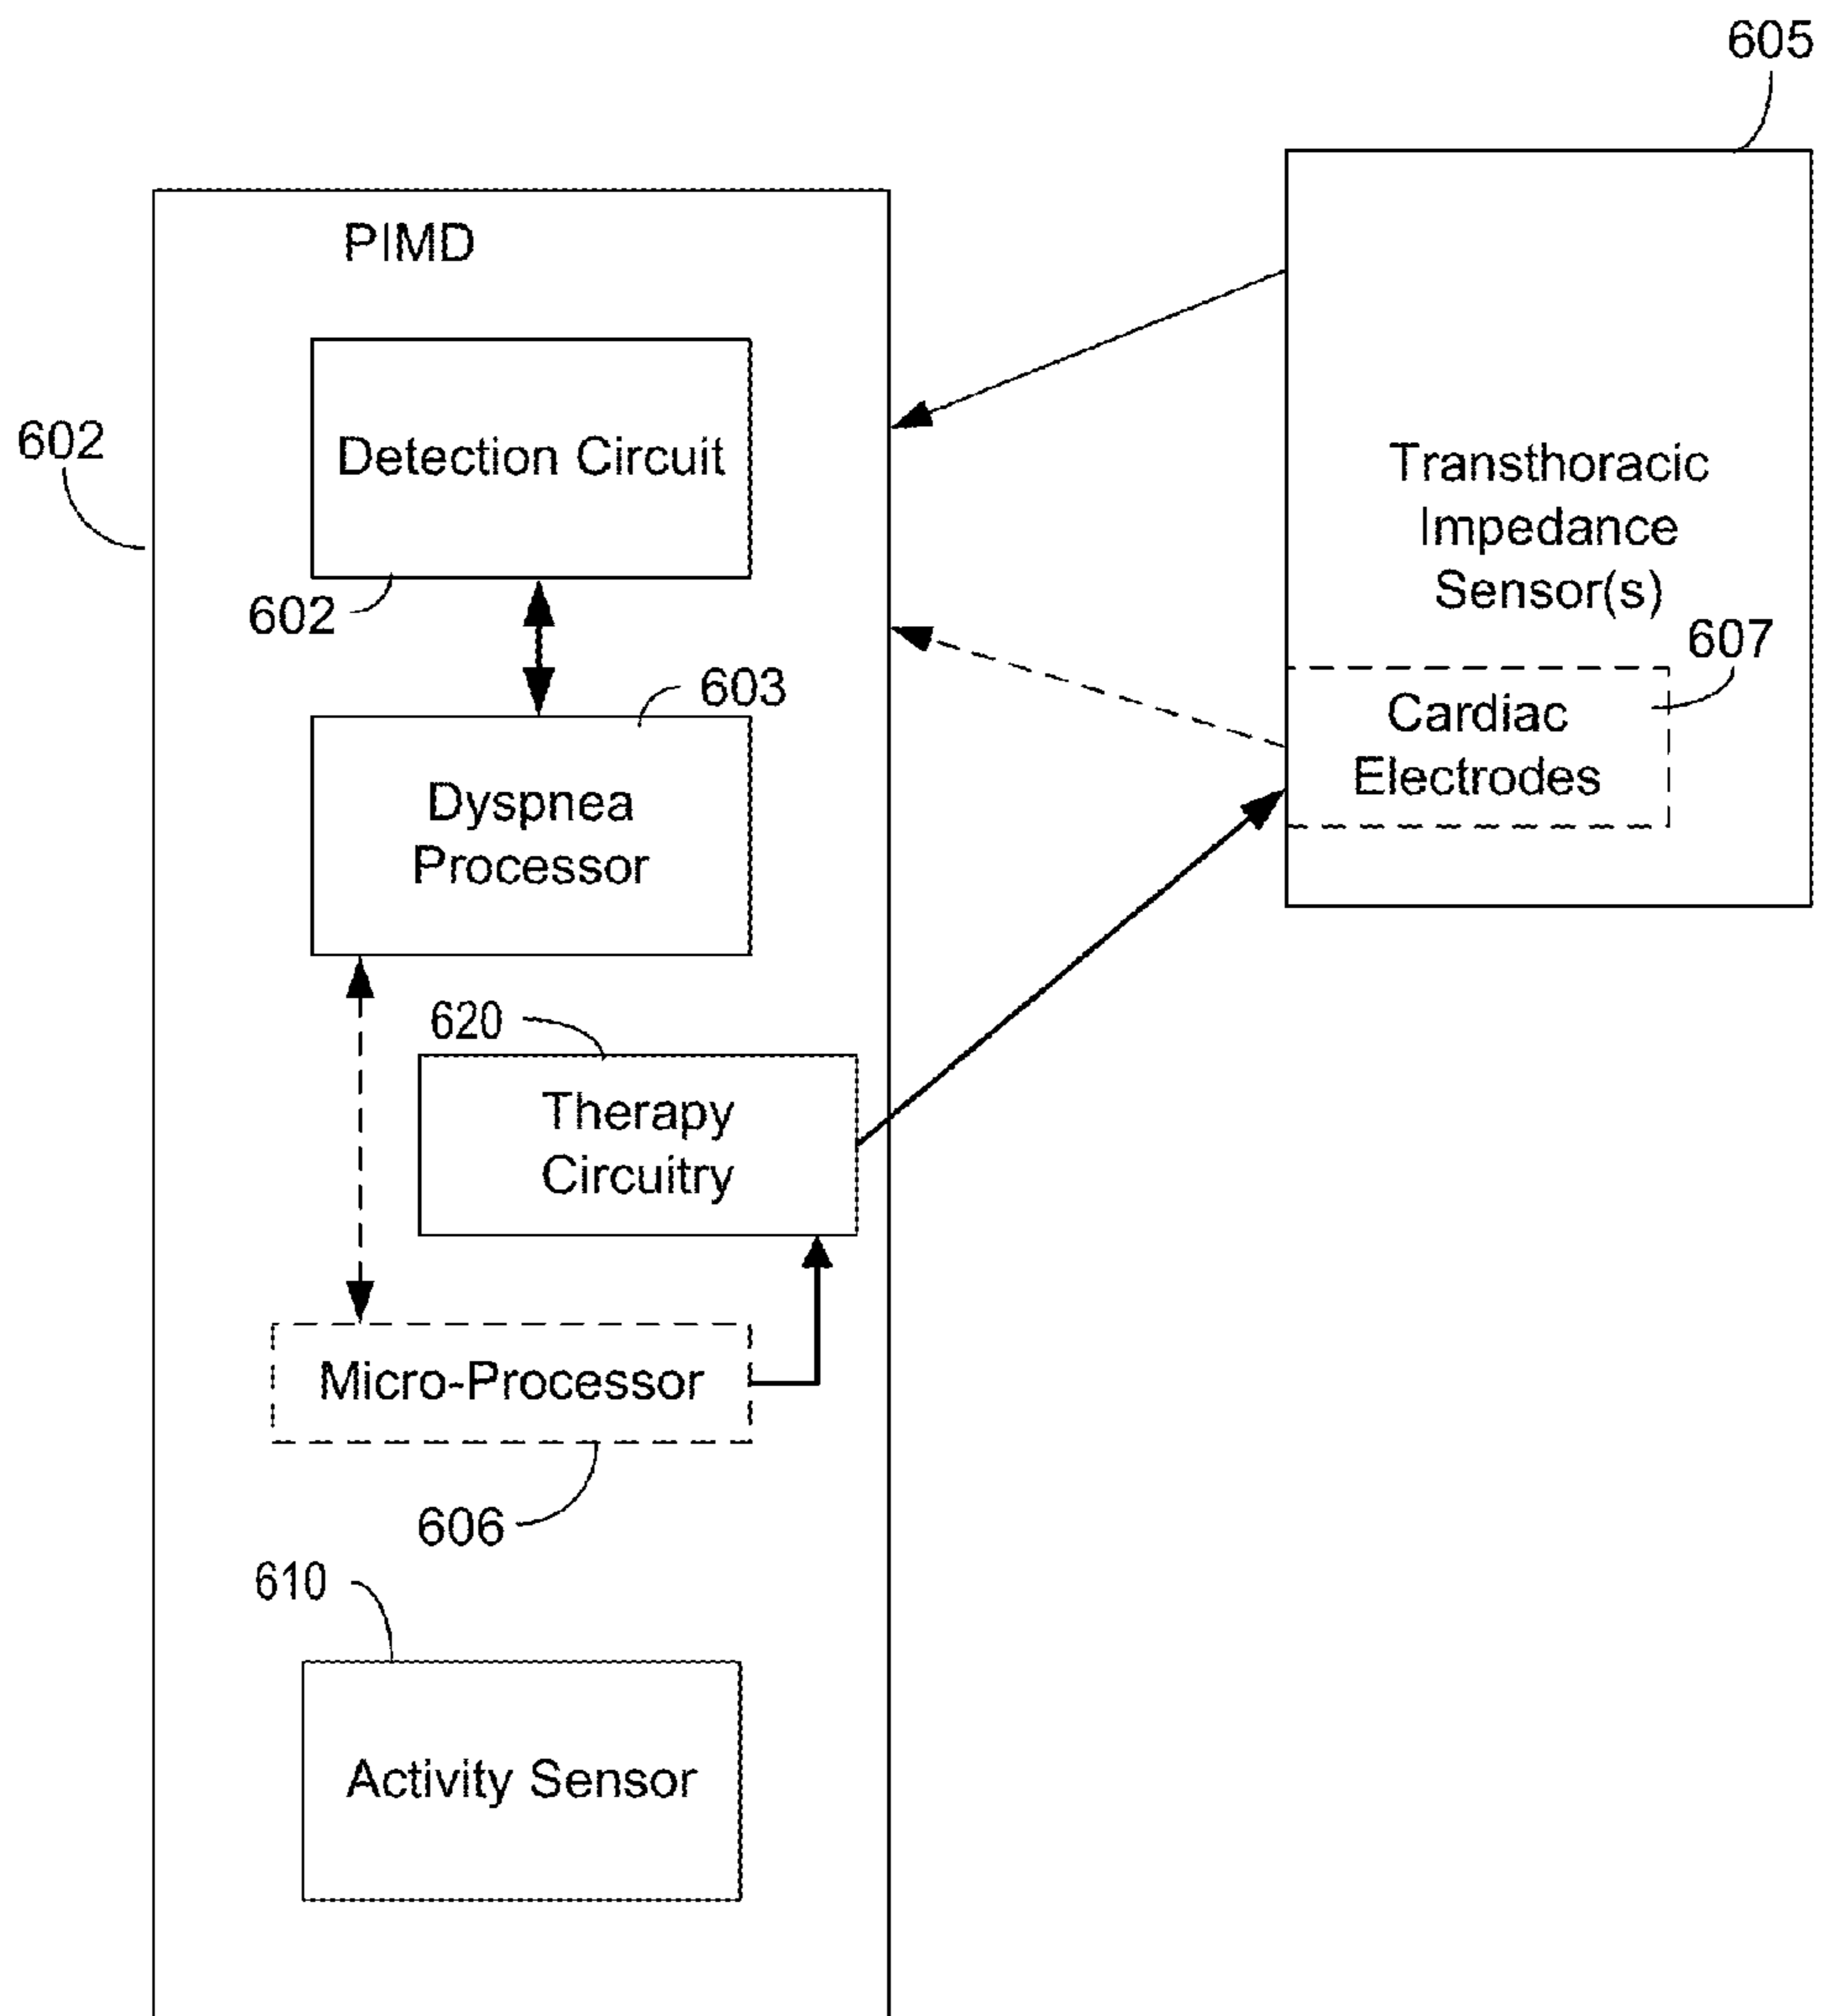 605
PIMD
602
Detection Circuit
602
603
Dyspnea
Processor
Transthoracic
Impedance
Sensor(s)
607
Cardiac
Electrodes
620
Therapy
Circuitry
Micro-Processor
606
610
Activity Sensor